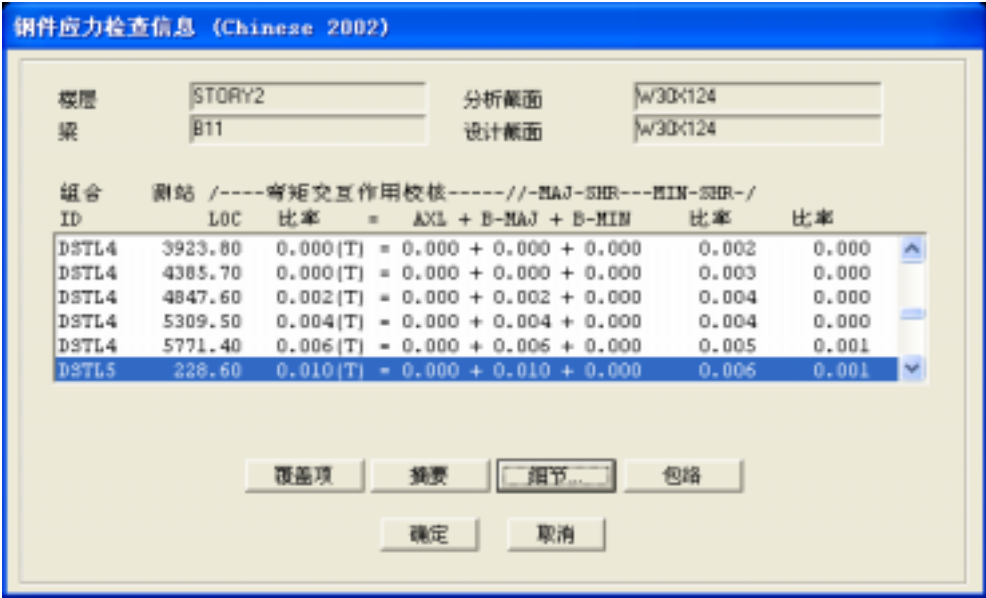 钢件应力检查信息 (Chinese 2002)
楼层 STORY2 分析截面 W30X124
梁 B11 设计截面 W30X124
组合 测站 /----弯矩交互作用校核-----//-MAJ-SHR---MIN-SHR-/
ID LOC 比率 = AXL + B-MAJ + B-MIN 比率 比率
DSTL4 3923.80 0.000(T) = 0.000 + 0.000 + 0.000 0.002 0.000
DSTL4 4385.70 0.000(T) = 0.000 + 0.000 + 0.000 0.003 0.000
DSTL4 4847.60 0.002(T) = 0.000 + 0.002 + 0.000 0.004 0.000
DSTL4 5309.50 0.004(T) = 0.000 + 0.004 + 0.000 0.004 0.000
DSTL4 5771.40 0.006(T) = 0.000 + 0.006 + 0.000 0.005 0.001
DSTL5 228.60 0.010(T) = 0.000 + 0.010 + 0.000 0.006 0.001
覆盖项 摘要 细节... 包络
确定 取消